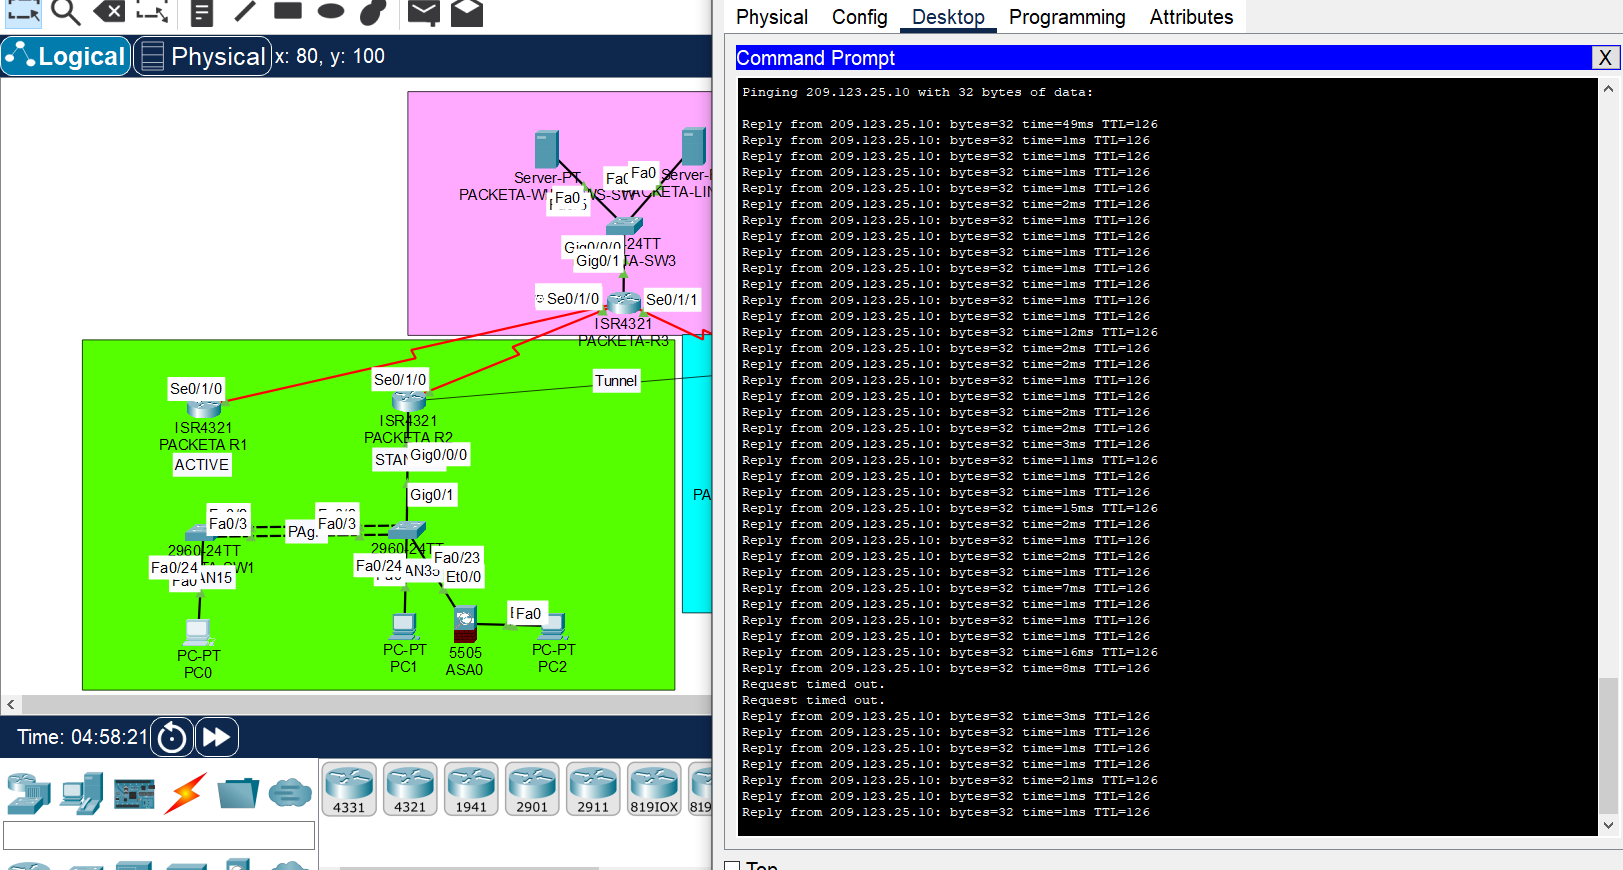 Logical
Physical
x: 80, y: 100
Server-PT
PACKETA-W
Fa0
Fa0
Server-
PACKETA-LIN
Fa0
Gig0/0/0
-24TT
Gig0/1
TA-SW3
Se0/1/0
Se0/1/1
ISR4321
PACKETA-R3
Se0/1/0
ISR4321
PACKETA R1
ACTIVE
Se0/1/0
Tunnel
ISR4321
PACKETA R2
STAN
Gig0/0/0
Gig0/1
PA
Fa0/3
PAg
Fa0/3
2960-24TT
SW1
Fa0/24
Fa0
AN15
2960-24TT
Fa0/24
AN35
Fa0/23
Et0/0
Fa0
PC-PT
PC0
PC-PT
PC1
5505
ASA0
PC-PT
PC2
Time: 04:58:21
4331
4321
1941
2901
2911
819IOX
819
Physical
Config
Desktop
Programming
Attributes
Command Prompt
X
Pinging 209.123.25.10 with 32 bytes of data:
Reply from 209.123.25.10: bytes=32 time=49ms TTL=126
Reply from 209.123.25.10: bytes=32 time=1ms TTL=126
Reply from 209.123.25.10: bytes=32 time=1ms TTL=126
Reply from 209.123.25.10: bytes=32 time=1ms TTL=126
Reply from 209.123.25.10: bytes=32 time=1ms TTL=126
Reply from 209.123.25.10: bytes=32 time=2ms TTL=126
Reply from 209.123.25.10: bytes=32 time=1ms TTL=126
Reply from 209.123.25.10: bytes=32 time=1ms TTL=126
Reply from 209.123.25.10: bytes=32 time=1ms TTL=126
Reply from 209.123.25.10: bytes=32 time=1ms TTL=126
Reply from 209.123.25.10: bytes=32 time=1ms TTL=126
Reply from 209.123.25.10: bytes=32 time=1ms TTL=126
Reply from 209.123.25.10: bytes=32 time=1ms TTL=126
Reply from 209.123.25.10: bytes=32 time=12ms TTL=126
Reply from 209.123.25.10: bytes=32 time=2ms TTL=126
Reply from 209.123.25.10: bytes=32 time=2ms TTL=126
Reply from 209.123.25.10: bytes=32 time=1ms TTL=126
Reply from 209.123.25.10: bytes=32 time=1ms TTL=126
Reply from 209.123.25.10: bytes=32 time=2ms TTL=126
Reply from 209.123.25.10: bytes=32 time=2ms TTL=126
Reply from 209.123.25.10: bytes=32 time=3ms TTL=126
Reply from 209.123.25.10: bytes=32 time=11ms TTL=126
Reply from 209.123.25.10: bytes=32 time=1ms TTL=126
Reply from 209.123.25.10: bytes=32 time=1ms TTL=126
Reply from 209.123.25.10: bytes=32 time=15ms TTL=126
Reply from 209.123.25.10: bytes=32 time=2ms TTL=126
Reply from 209.123.25.10: bytes=32 time=1ms TTL=126
Reply from 209.123.25.10: bytes=32 time=2ms TTL=126
Reply from 209.123.25.10: bytes=32 time=1ms TTL=126
Reply from 209.123.25.10: bytes=32 time=7ms TTL=126
Reply from 209.123.25.10: bytes=32 time=1ms TTL=126
Reply from 209.123.25.10: bytes=32 time=1ms TTL=126
Reply from 209.123.25.10: bytes=32 time=1ms TTL=126
Reply from 209.123.25.10: bytes=32 time=16ms TTL=126
Reply from 209.123.25.10: bytes=32 time=8ms TTL=126
Request timed out.
Request timed out.
Reply from 209.123.25.10: bytes=32 time=3ms TTL=126
Reply from 209.123.25.10: bytes=32 time=1ms TTL=126
Reply from 209.123.25.10: bytes=32 time=1ms TTL=126
Reply from 209.123.25.10: bytes=32 time=1ms TTL=126
Reply from 209.123.25.10: bytes=32 time=21ms TTL=126
Reply from 209.123.25.10: bytes=32 time=1ms TTL=126
Reply from 209.123.25.10: bytes=32 time=1ms TTL=126
Top